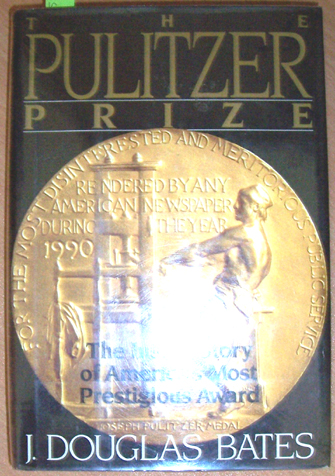 THE
PULITZER
PRIZE
FOR THE MOST DISINTERESTED AND MERITORIOUS PUBLIC SERVICE
RENDERED BY ANY
AMERICAN NEWSPAPER
DURING THE YEAR
1990
The Story
of America's Most
Prestigious Award
JOSEPH PULITZER MEDAL
J. DOUGLAS BATES